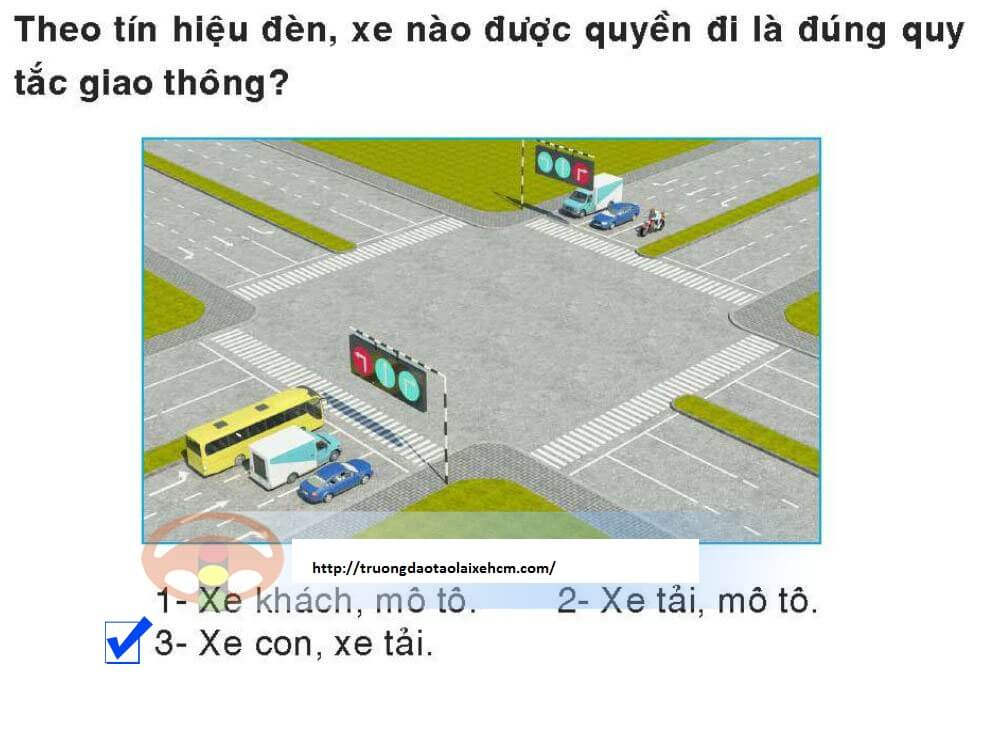 Theo tín hiệu đèn, xe nào được quyền đi là đúng quy
tắc giao thông?
http://truongdaotaolaixehcm.com/
1- Xe khách, mô tô. 2- Xe tải, mô tô.
3- Xe con, xe tải.